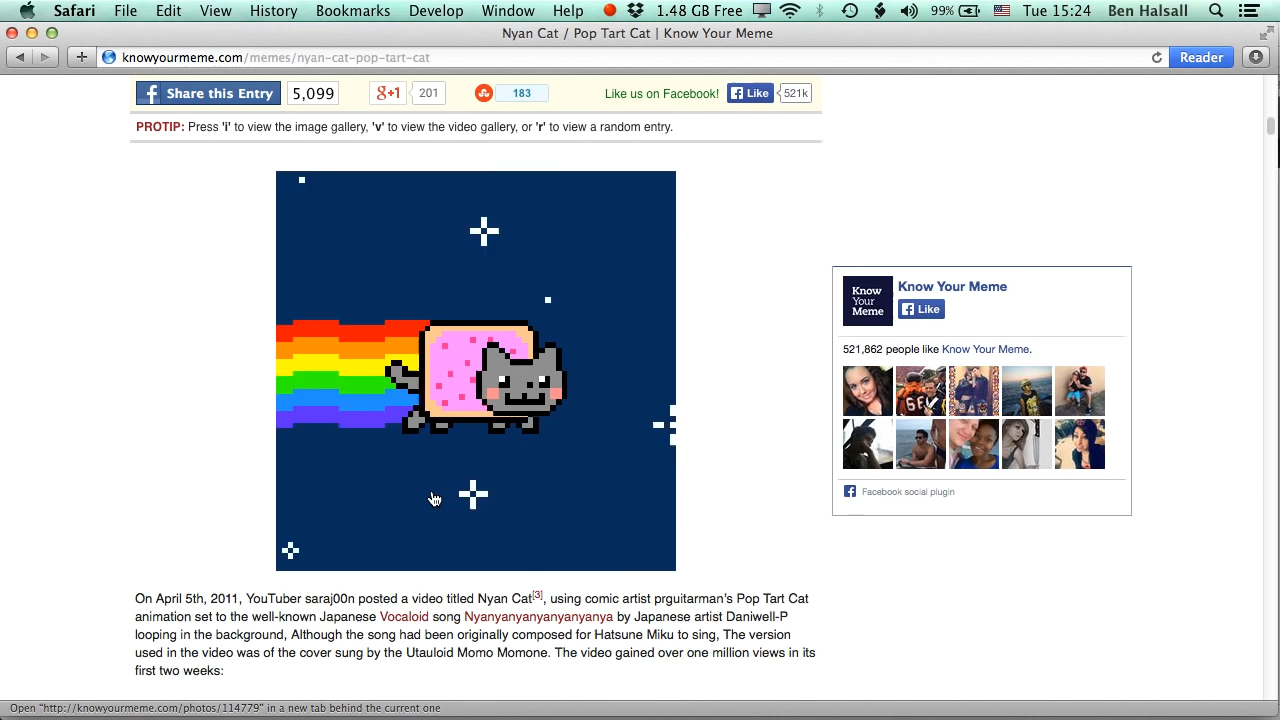 Safari File Edit View History Bookmarks Develop Window Help 1.48 GB Free 99% Tue 15:24 Ben Halsall
Nyan Cat / Pop Tart Cat | Know Your Meme
knowyourmeme.com/memes/nyan-cat-pop-tart-cat Reader
Share this Entry 5,099 g+1 201 183 Like us on Facebook! Like 521k
PROTIP: Press 'i' to view the image gallery, 'v' to view the video gallery, or 'r' to view a random entry.
Know Your Meme
Know Your Meme
Like
521,862 people like Know Your Meme.
Facebook social plugin
On April 5th, 2011, YouTuber saraj00n posted a video titled Nyan Cat[3], using comic artist prguitarman's Pop Tart Cat
animation set to the well-known Japanese Vocaloid song Nyanyanyanyanyanyanya by Japanese artist Daniwell-P
looping in the background, Although the song had been originally composed for Hatsune Miku to sing, The version
used in the video was of the cover sung by the Utauloid Momo Momone. The video gained over one million views in its
first two weeks:
Open "http://knowyourmeme.com/photos/114779" in a new tab behind the current one